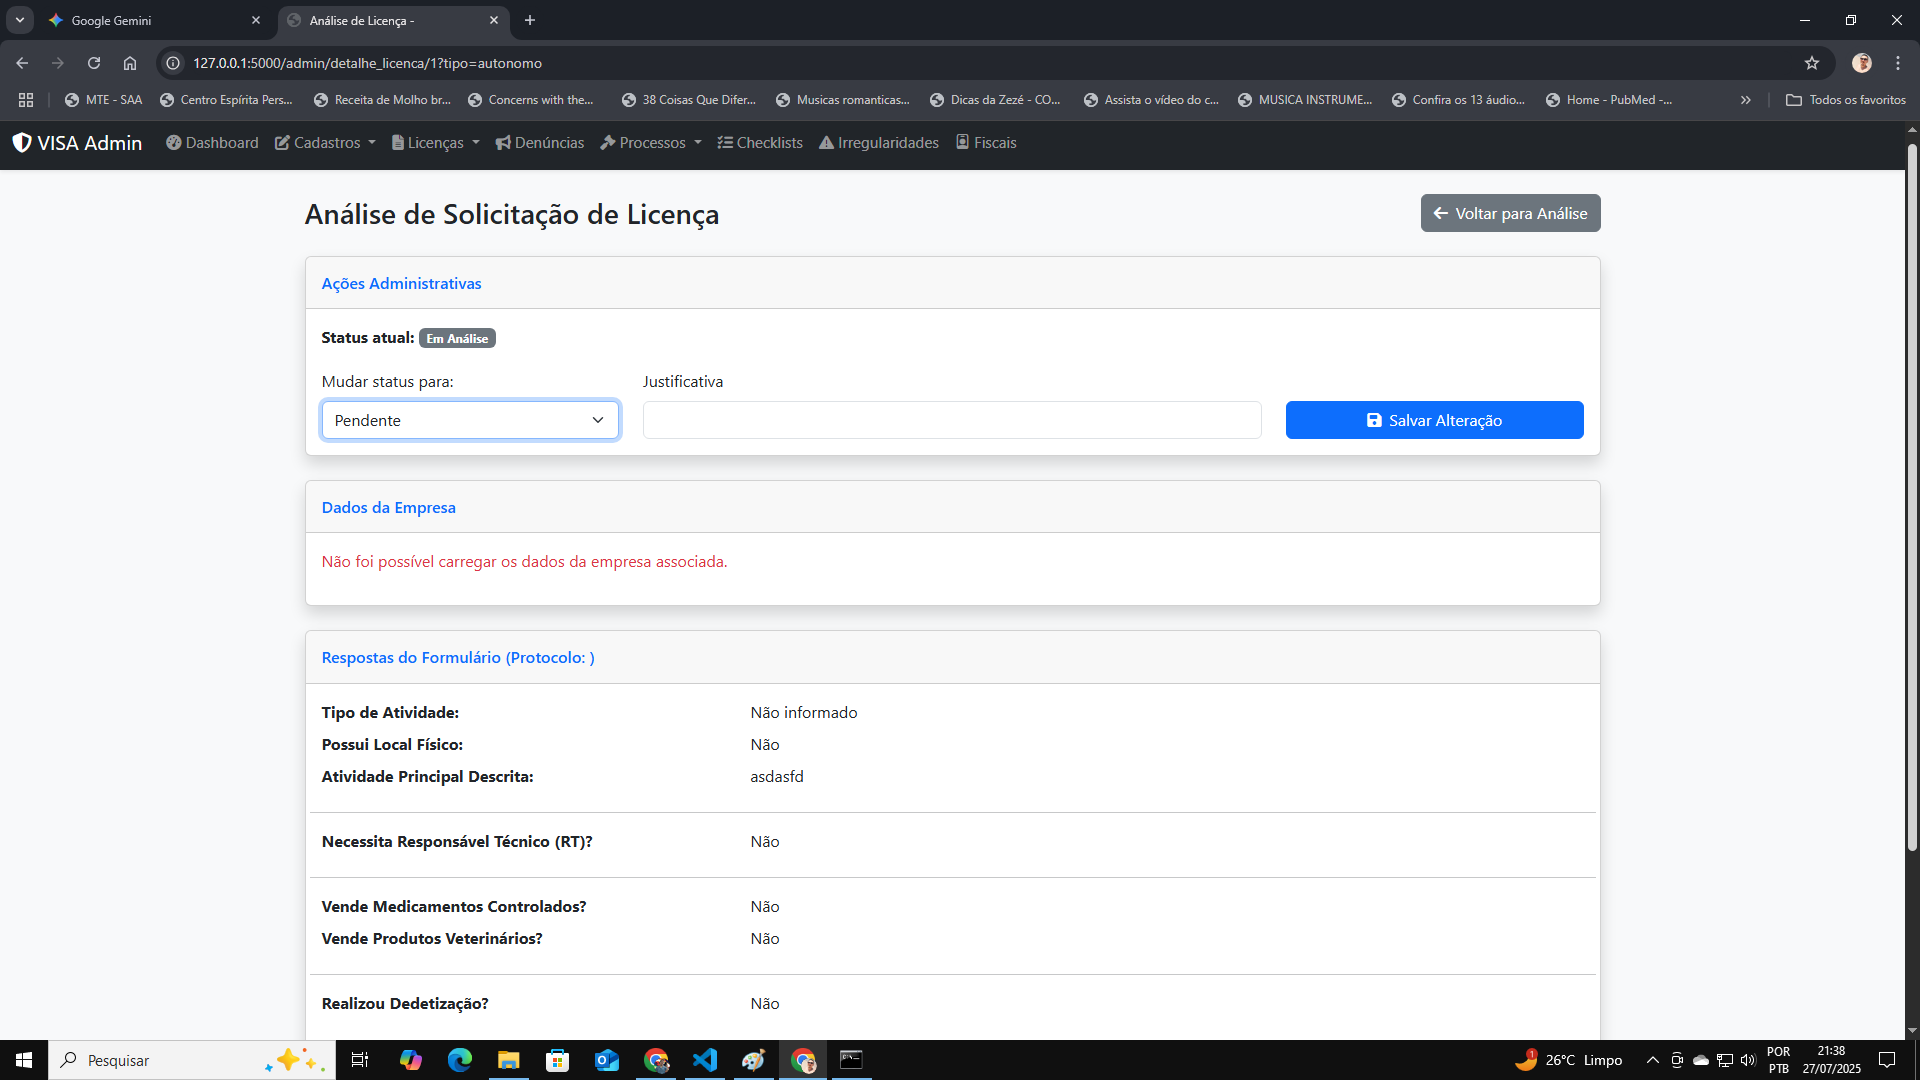 Google Gemini
Análise de Licença -
127.0.0.1:5000/admin/detalhe_licenca/1?tipo=autonomo
MTE - SAA
Centro Espírita Pers...
Receita de Molho br...
Concerns with the...
38 Coisas Que Difer...
Musicas romanticas...
Dicas da Zezé - CO...
Assista o vídeo do c...
MUSICA INSTRUME...
Confira os 13 áudio...
Home - PubMed -...
Todos os favoritos
VISA Admin
Dashboard
Cadastros
Licenças
Denúncias
Processos
Checklists
Irregularidades
Fiscais
Análise de Solicitação de Licença
Voltar para Análise
Ações Administrativas
Status atual: Em Análise
Mudar status para:
Justificativa
Pendente
Salvar Alteração
Dados da Empresa
Não foi possível carregar os dados da empresa associada.
Respostas do Formulário (Protocolo: )
Tipo de Atividade: Não informado
Possui Local Físico: Não
Atividade Principal Descrita: asdasfd
Necessita Responsável Técnico (RT)? Não
Vende Medicamentos Controlados? Não
Vende Produtos Veterinários? Não
Realizou Dedetização? Não
Pesquisar
1
26°C Limpo
POR
PTB
21:38
27/07/2025